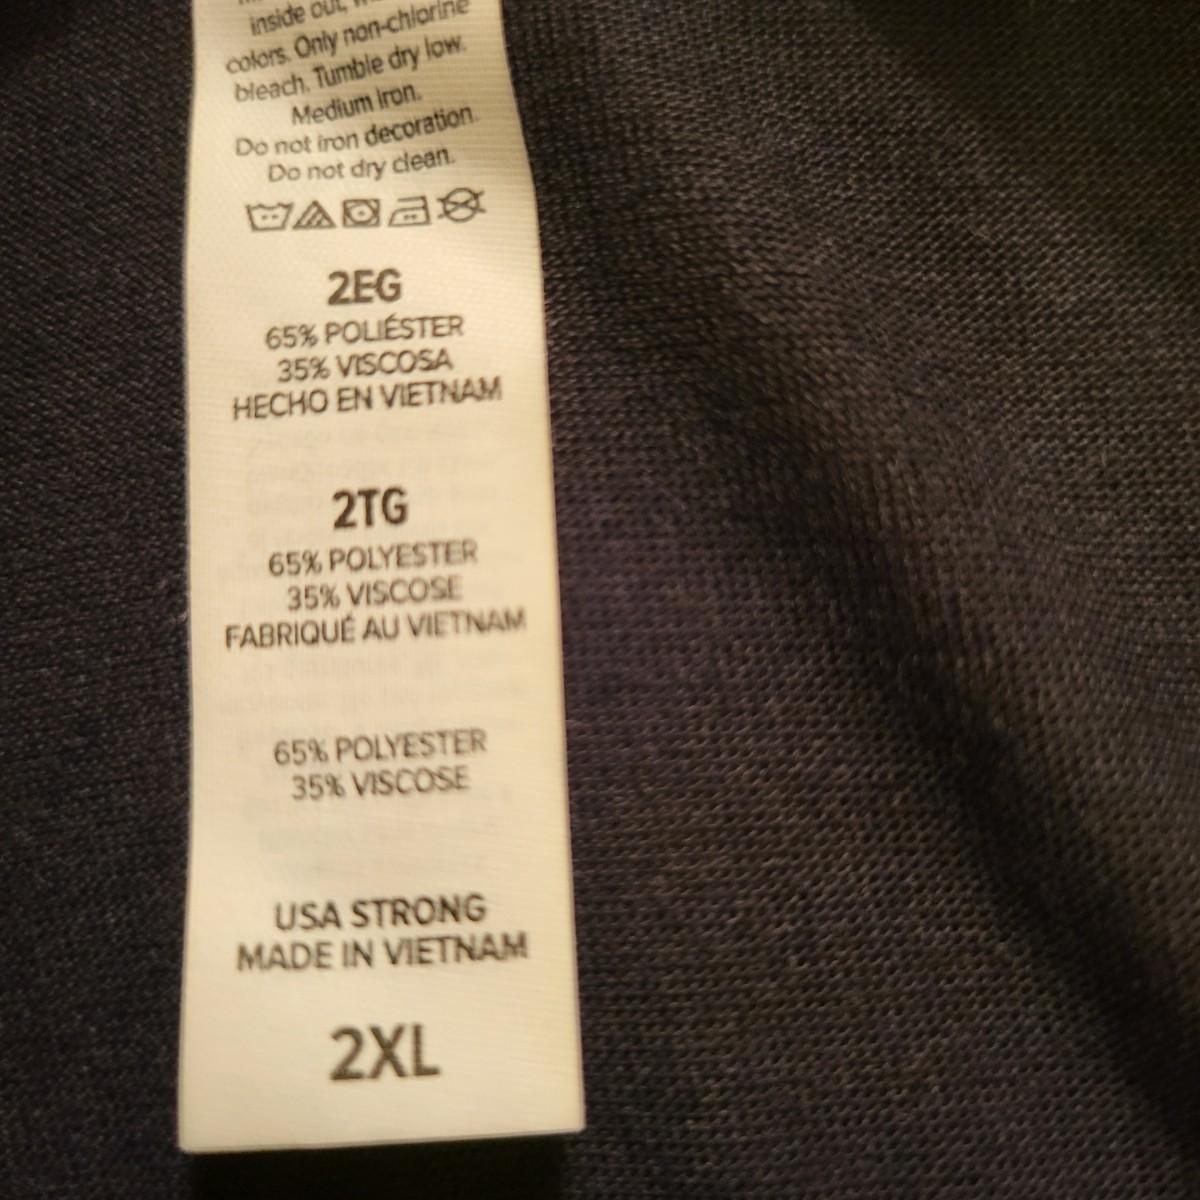 inside out,
colors. Only non-chlorine
bleach. Tumble dry low.
Medium iron.
Do not iron decoration.
Do not dry clean.
2EG
65% POLIÉSTER
35% VISCOSA
HECHO EN VIETNAM
2TG
65% POLYESTER
35% VISCOSE
FABRIQUÉ AU VIETNAM
65% POLYESTER
35% VISCOSE
USA STRONG
MADE IN VIETNAM
2XL